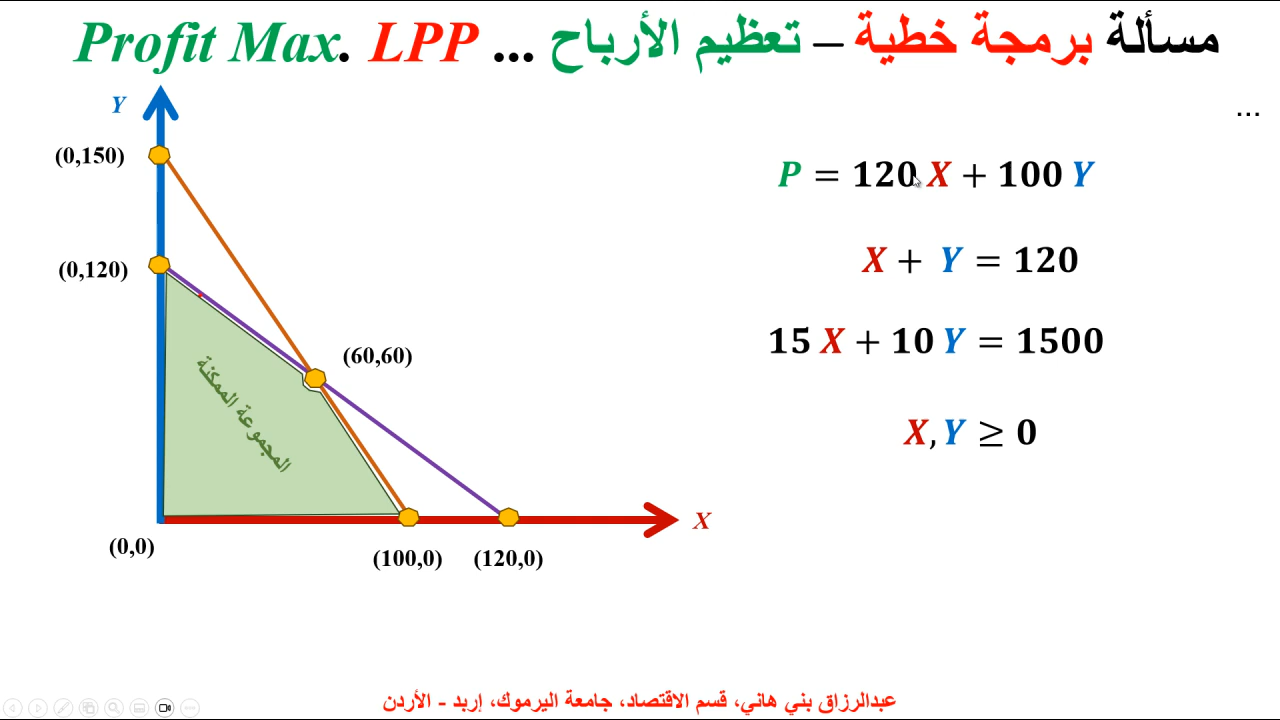 مسألة برمجة خطية – تعظيم الأرباح ... Profit Max. LPP
...
Y
(0,150)
P = 120 X + 100 Y
X + Y = 120
(0,120)
15 X + 10 Y = 1500
(60,60)
المجموعة الممكنة
X, Y ≥ 0
X
(0,0)
(100,0) (120,0)
عبدالرزاق بني هاني، قسم الاقتصاد، جامعة اليرموك، إربد - الأردن